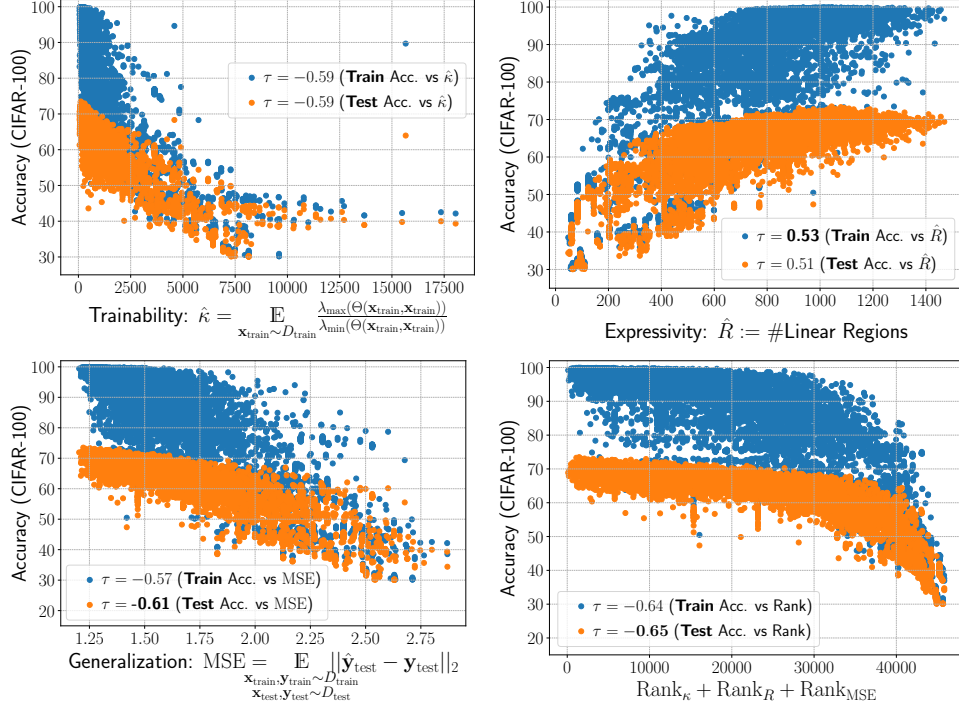 100
90
80
70
60
50
40
30
Accuracy (CIFAR-100)
τ = −0.59 (Train Acc. vs κ̂)
τ = −0.59 (Test Acc. vs κ̂)
0 2500 5000 7500 10000 12500 15000 17500
Trainability: κ̂ = 𝔼 x_train∼D_train λ_max(Θ(x_train,x_train)) / λ_min(Θ(x_train,x_train))
100
90
80
70
60
50
40
30
Accuracy (CIFAR-100)
τ = 0.53 (Train Acc. vs R̂)
τ = 0.51 (Test Acc. vs R̂)
0 200 400 600 800 1000 1200 1400
Expressivity: R̂ := #Linear Regions
100
90
80
70
60
50
40
30
20
Accuracy (CIFAR-100)
τ = −0.57 (Train Acc. vs MSE)
τ = -0.61 (Test Acc. vs MSE)
1.25 1.50 1.75 2.00 2.25 2.50 2.75
Generalization: MSE = 𝔼 ||ŷ_test − y_test||₂
x_train,y_train∼D_train
x_test,y_test∼D_test
100
90
80
70
60
50
40
30
20
Accuracy (CIFAR-100)
τ = −0.64 (Train Acc. vs Rank)
τ = −0.65 (Test Acc. vs Rank)
0 10000 20000 30000 40000
Rank_κ + Rank_R + Rank_MSE